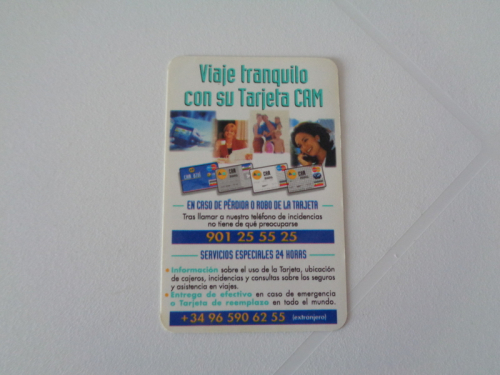 Viaje tranquilo
con su Tarjeta CAM
CAM
CAM
CAM
EN CASO DE PÉRDIDA O ROBO DE LA TARJETA
Tras llamar a nuestro teléfono de incidencias
no tiene de qué preocuparse
901 25 55 25
SERVICIOS ESPECIALES 24 HORAS
• Información sobre el uso de la Tarjeta, ubicación
de cajeros, incidencias y consultas sobre los seguros
y asistencia en viajes.
• Entrega de efectivo en caso de emergencia
o Tarjeta de reemplazo en todo el mundo.
+34 96 590 62 55 (extranjero)